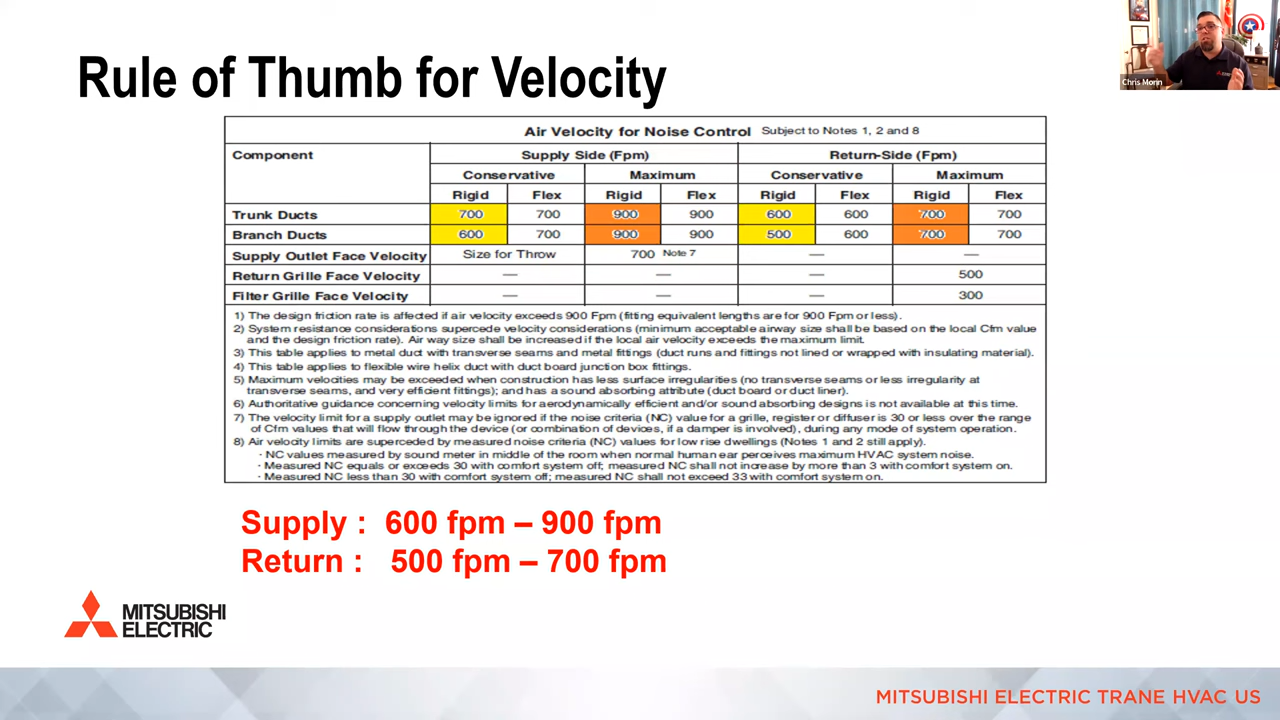 Chris Morin
Rule of Thumb for Velocity
Air Velocity for Noise Control Subject to Notes 1, 2 and 8
Component Supply Side (Fpm) Return-Side (Fpm)
Conservative Maximum Conservative Maximum
Rigid Flex Rigid Flex Rigid Flex Rigid Flex
Trunk Ducts 700 700 900 900 600 600 700 700
Branch Ducts 600 700 900 900 500 600 700 700
Supply Outlet Face Velocity Size for Throw 700 Note 7 — —
Return Grille Face Velocity — — — 500
Filter Grille Face Velocity — — — 300
1) The design friction rate is affected if air velocity exceeds 900 Fpm (fitting equivalent lengths are for 900 Fpm or less).
2) System resistance considerations supercede velocity considerations (minimum acceptable airway size shall be based on the local Cfm value
and the design friction rate). Air way size shall be increased if the local air velocity exceeds the maximum limit.
3) This table applies to metal duct with transverse seams and metal fittings (duct runs and fittings not lined or wrapped with insulating material).
4) This table applies to flexible wire helix duct with duct board junction box fittings.
5) Maximum velocities may be exceeded when construction has less surface irregularities (no transverse seams or less irregularity at
transverse seams, and very efficient fittings); and has a sound absorbing attribute (duct board or duct liner).
6) Authoritative guidance concerning velocity limits for aerodynamically efficient and/or sound absorbing designs is not available at this time.
7) The velocity limit for a supply outlet may be ignored if the noise criteria (NC) value for a grille, register or diffuser is 30 or less over the range
of Cfm values that will flow through the device (or combination of devices, if a damper is involved), during any mode of system operation.
8) Air velocity limits are superceded by measured noise criteria (NC) values for low rise dwellings (Notes 1 and 2 still apply).
· NC values measured by sound meter in middle of the room when normal human ear perceives maximum HVAC system noise.
· Measured NC equals or exceeds 30 with comfort system off; measured NC shall not increase by more than 3 with comfort system on.
· Measured NC less than 30 with comfort system off; measured NC shall not exceed 33 with comfort system on.
Supply : 600 fpm – 900 fpm
Return : 500 fpm – 700 fpm
MITSUBISHI
ELECTRIC
MITSUBISHI ELECTRIC TRANE HVAC US